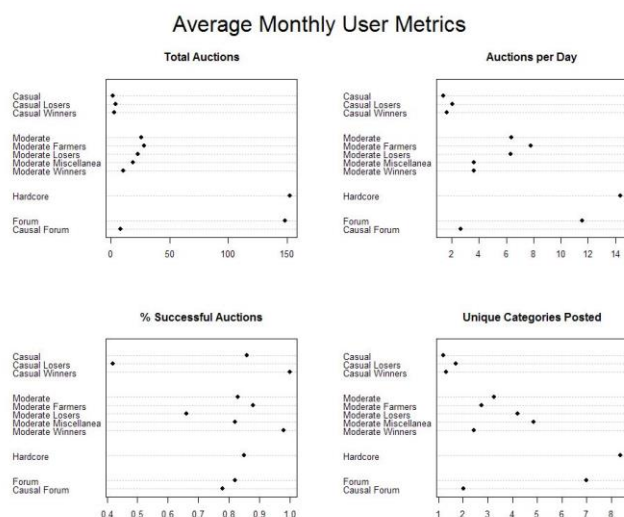 Average Monthly User Metrics
Total Auctions
Casual
Casual Losers
Casual Winners
Moderate
Moderate Farmers
Moderate Losers
Moderate Miscellanea
Moderate Winners
Hardcore
Forum
Causal Forum
0 50 100 150
Auctions per Day
Casual
Casual Losers
Casual Winners
Moderate
Moderate Farmers
Moderate Losers
Moderate Miscellanea
Moderate Winners
Hardcore
Forum
Causal Forum
2 4 6 8 10 12 14
% Successful Auctions
Casual
Casual Losers
Casual Winners
Moderate
Moderate Farmers
Moderate Losers
Moderate Miscellanea
Moderate Winners
Hardcore
Forum
Causal Forum
0.4 0.5 0.6 0.7 0.8 0.9 1.0
Unique Categories Posted
Casual
Casual Losers
Casual Winners
Moderate
Moderate Farmers
Moderate Losers
Moderate Miscellanea
Moderate Winners
Hardcore
Forum
Causal Forum
1 2 3 4 5 6 7 8